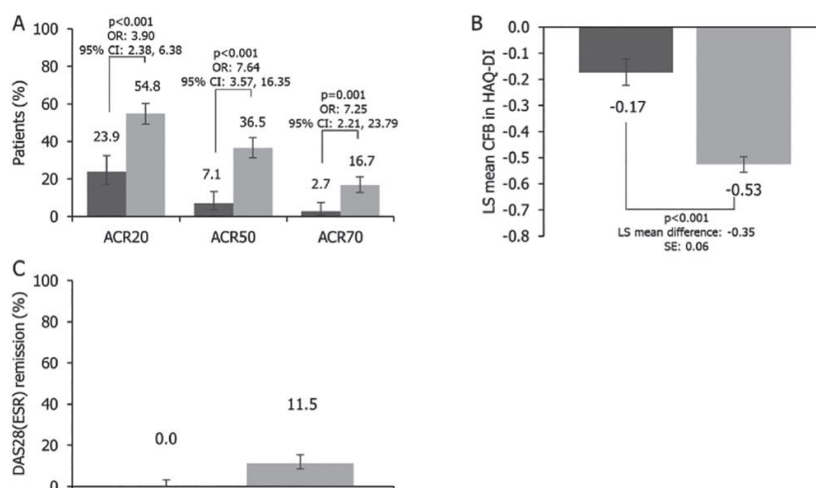 A
100
80
60
40
20
0
Patients (%)
p<0.001
OR: 3.90
95% CI: 2.38, 6.38
p<0.001
OR: 7.64
95% CI: 3.57, 16.35
p=0.001
OR: 7.25
95% CI: 2.21, 23.79
23.9
54.8
7.1
36.5
2.7
16.7
ACR20
ACR50
ACR70
B
0.0
-0.1
-0.2
-0.3
-0.4
-0.5
-0.6
-0.7
-0.8
LS mean CFB in HAQ-DI
-0.17
-0.53
p<0.001
LS mean difference: -0.35
SE: 0.06
C
100
80
60
40
20
0
DAS28(ESR) remission (%)
0.0
11.5